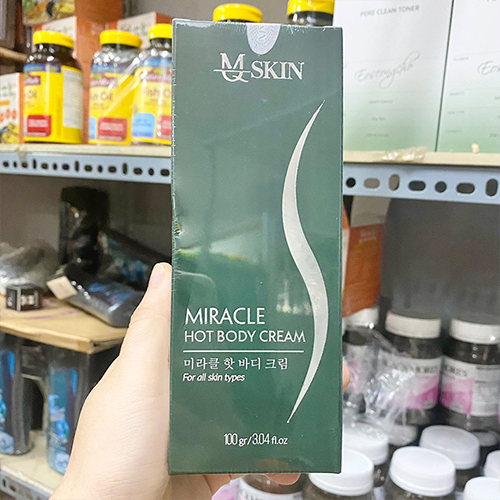 MQ SKIN
MIRACLE
HOT BODY CREAM
미라클 핫 바디 크림
For all skin types
100 gr/3.04 fl.oz
PURE CLEAN TONER